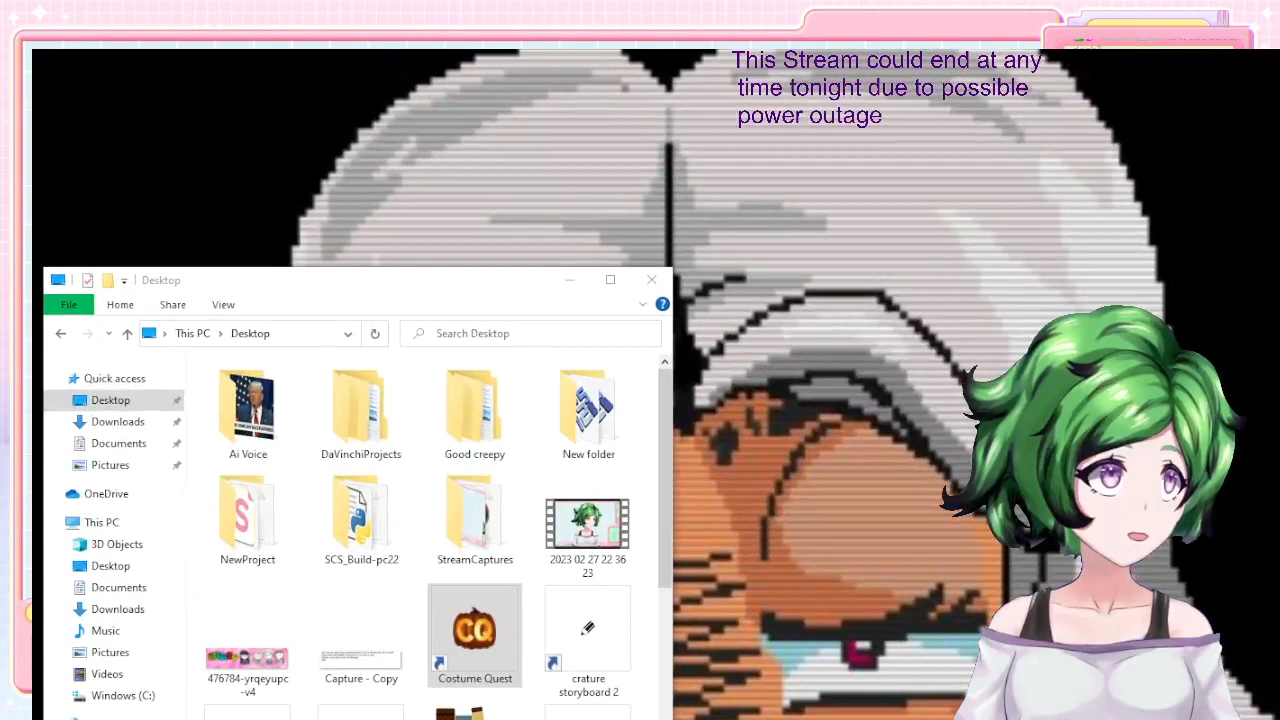 This Stream could end at any
time tonight due to possible
power outage
Desktop
File
Home
Share
View
This PC
Desktop
Search Desktop
Quick access
Desktop
Downloads
Documents
Pictures
OneDrive
This PC
3D Objects
Desktop
Documents
Downloads
Music
Pictures
Videos
Windows (C:)
Ai Voice
DaVinchiProjects
Good creepy
New folder
NewProject
SCS_Build-pc22
StreamCaptures
2023 02 27 22 36
23
476784-yrqeyupc
-v4
Capture - Copy
CQ
Costume Quest
crature
storyboard 2